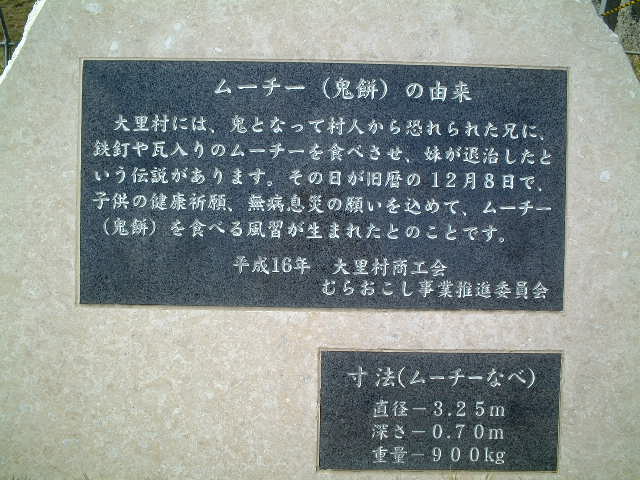 ムーチー（鬼餅）の由来
大里村には、鬼となって村人から恐れられた兄に、
鉄釘や瓦入りのムーチーを食べさせ、妹が退治したと
いう伝説があります。その日が旧暦の12月8日で、
子供の健康祈願、無病息災の願いを込めて、ムーチー
（鬼餅）を食べる風習が生まれたとのことです。
平成16年　大里村商工会
むらおこし事業推進委員会
寸法(ムーチーなべ)
直径－3.25m
深さ－0.70m
重量－900kg